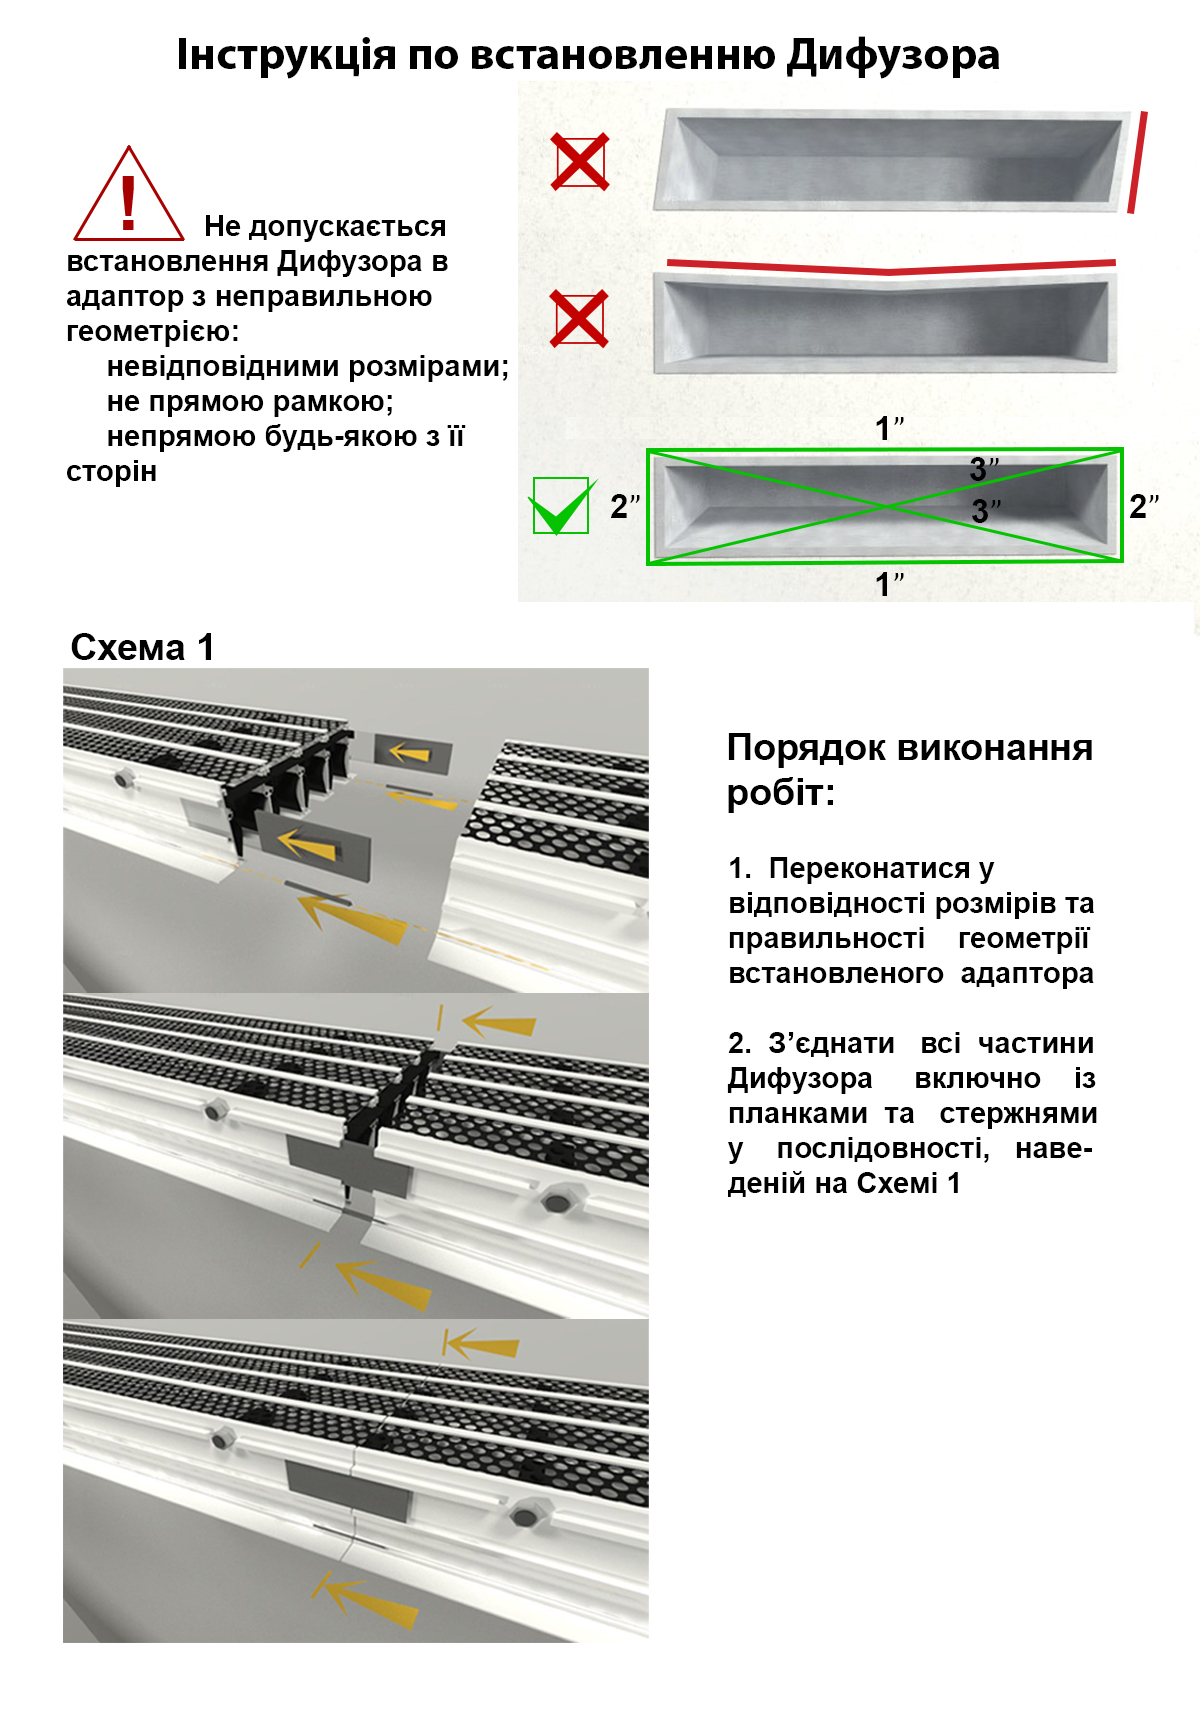 Інструкція по встановленню Дифузора
!
Не допускається
встановлення Дифузора в
адаптор з неправильною
геометрією:
невідповідними розмірами;
не прямою рамкою;
непрямою будь-якою з її
сторін
1”
3”
2”
3”
2”
1”
Схема 1
Порядок виконання
робіт:
1. Переконатися у
відповідності розмірів та
правильності геометрії
встановленого адаптора
2. З’єднати всі частини
Дифузора включно із
планками та стержнями
у послідовності, наве-
деній на Схемі 1